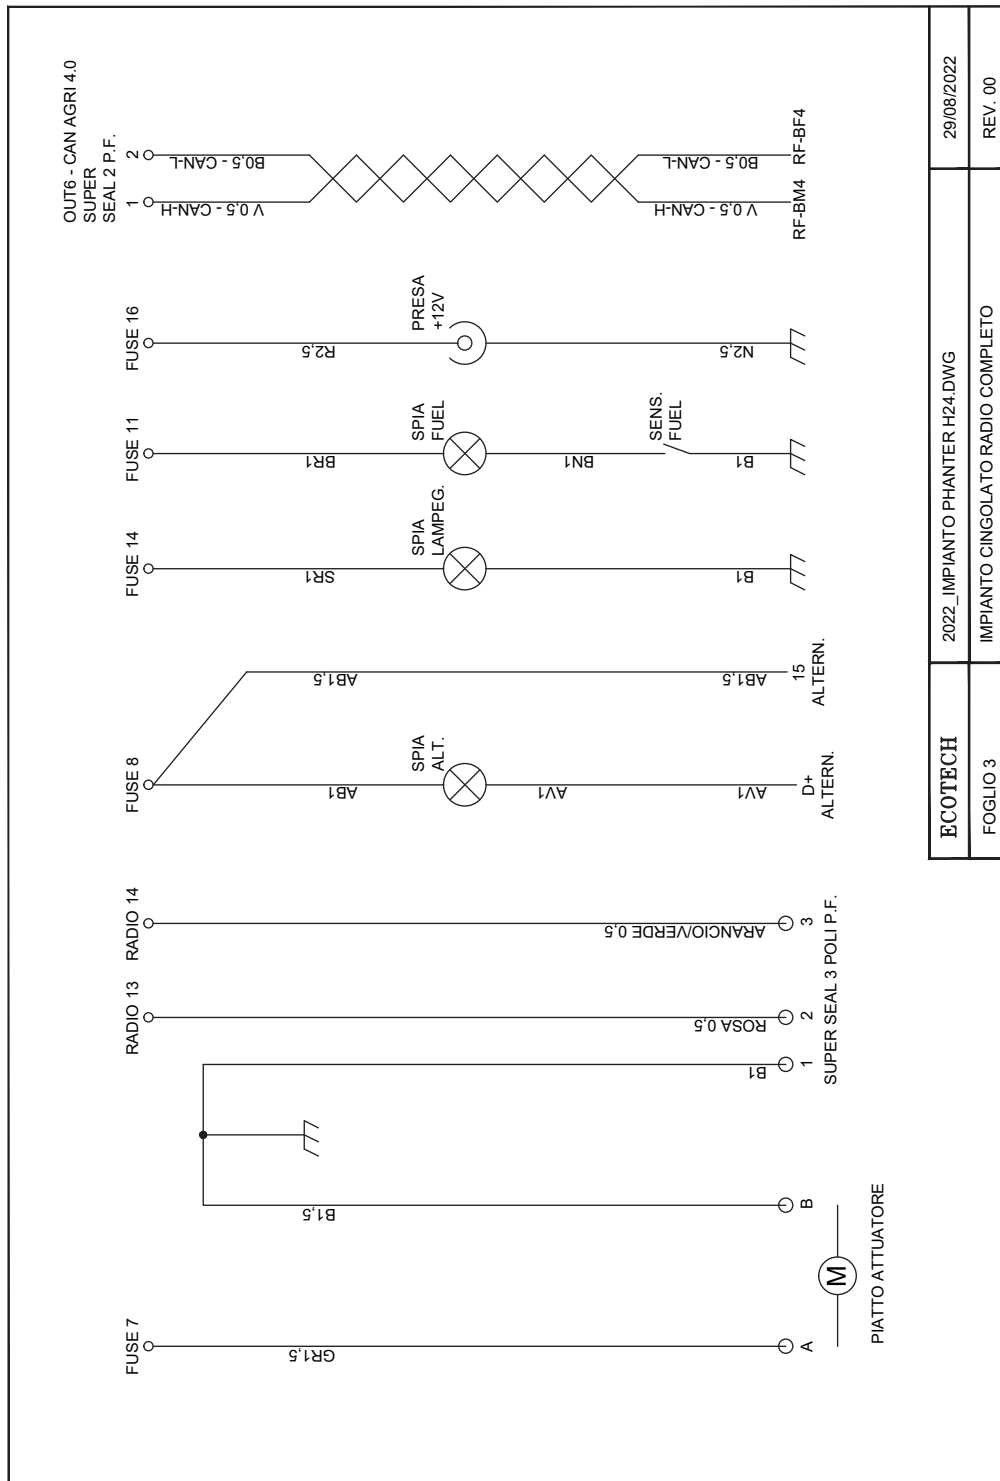 FUSE 7
RADIO 13
RADIO 14
FUSE 8
FUSE 14
FUSE 11
FUSE 16
OUT6 - CAN AGRI 4.0
SUPER
SEAL 2 P.F.
1
2
GR1,5
B1,5
AB1
AB1,5
SR1
BR1
R2,5
V 0,5 - CAN-H
B0,5 - CAN-L
SPIA
ALT.
SPIA
LAMPEG.
SPIA
FUEL
PRESA
+12V
AV1
BN1
SENS.
FUEL
B1
ROSA 0,5
ARANCIO/VERDE 0,5
AV1
AB1,5
B1
B1
N2,5
V 0,5 - CAN-H
B0,5 - CAN-L
A
B
1
2
3
D+
ALTERN.
15
ALTERN.
RF-BM4
RF-BF4
M
PIATTO ATTUATORE
SUPER SEAL 3 POLI P.F.
ECOTECH
2022_IMPIANTO PHANTER H24.DWG
29/08/2022
FOGLIO 3
IMPIANTO CINGOLATO RADIO COMPLETO
REV. 00